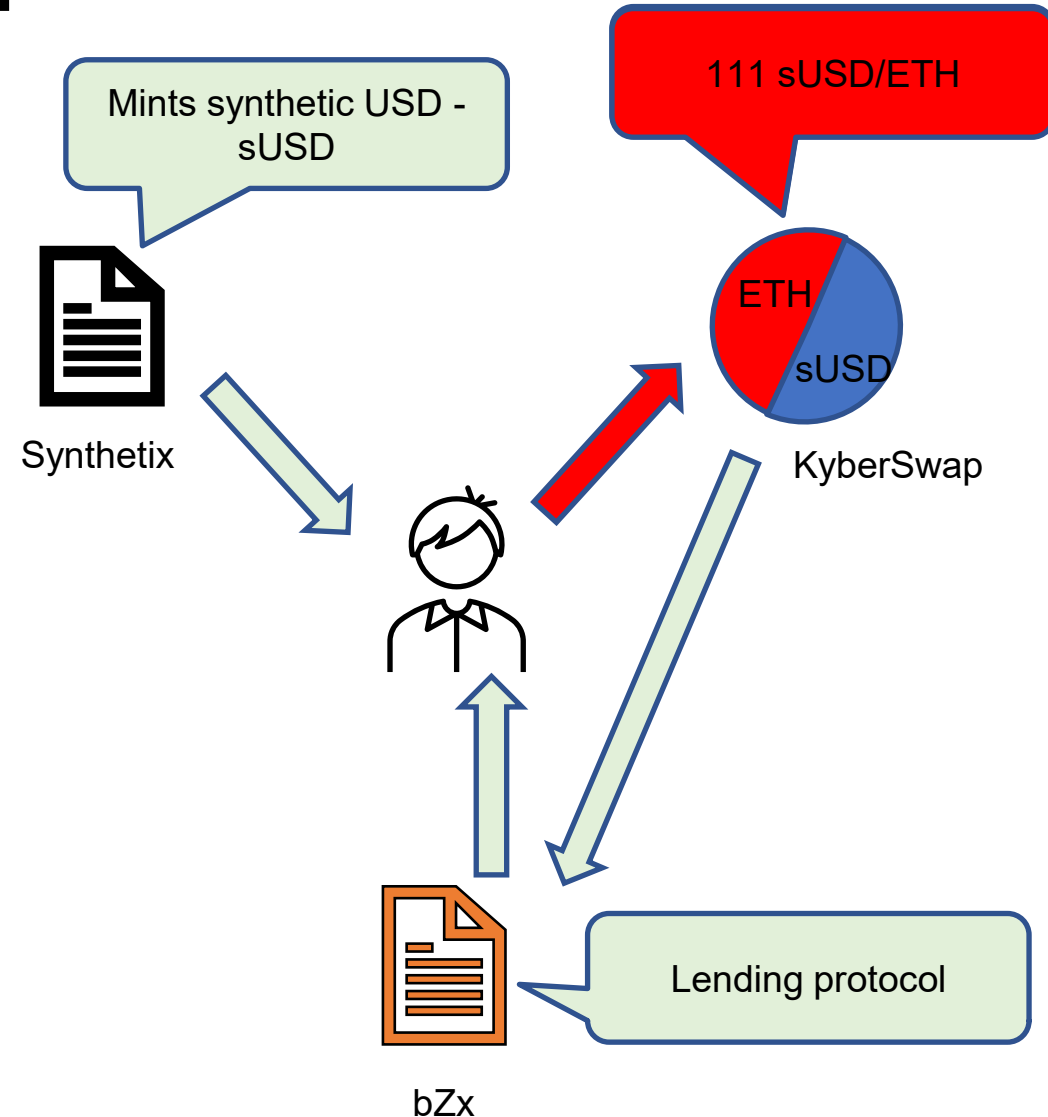 Mints synthetic USD -
sUSD
111 sUSD/ETH
ETH
sUSD
Synthetix
KyberSwap
Lending protocol
bZx